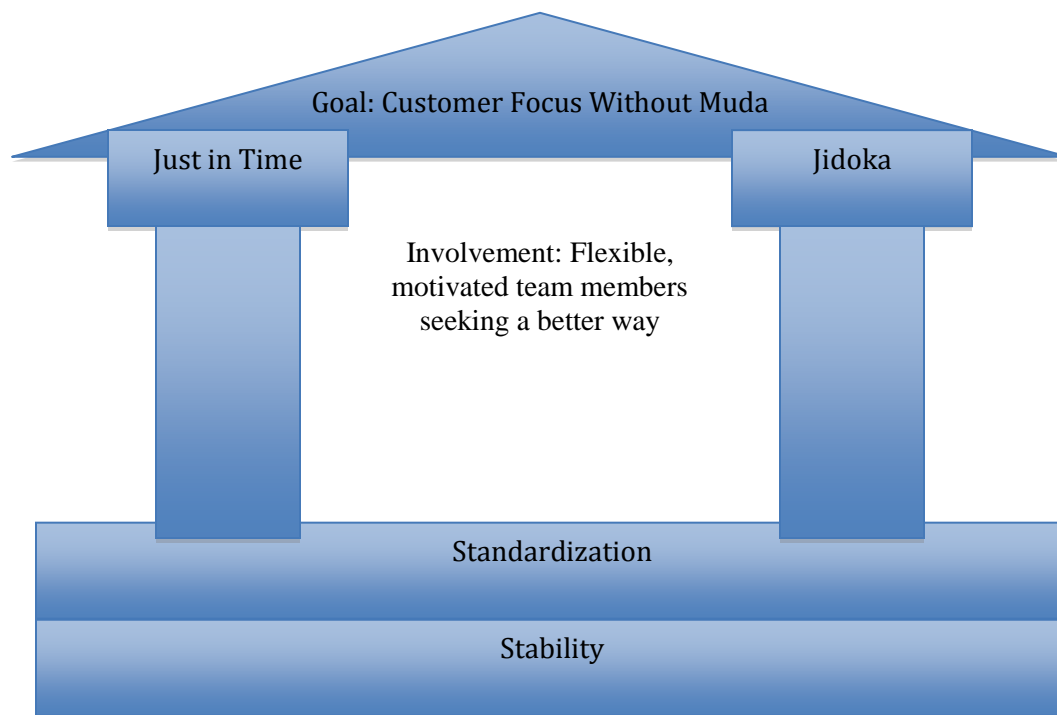 Goal: Customer Focus Without Muda
Just in Time
Jidoka
Involvement: Flexible,
motivated team members
seeking a better way
Standardization
Stability